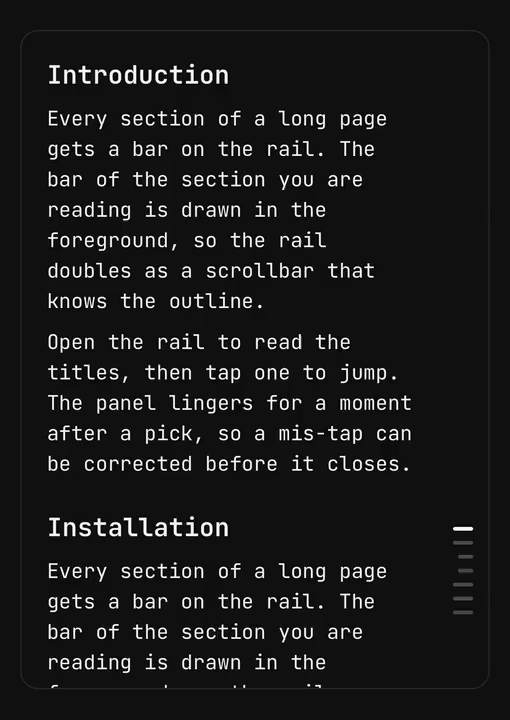 Introduction
Every section of a long page
gets a bar on the rail. The
bar of the section you are
reading is drawn in the
foreground, so the rail
doubles as a scrollbar that
knows the outline.
Open the rail to read the
titles, then tap one to jump.
The panel lingers for a moment
after a pick, so a mis-tap can
be corrected before it closes.
Installation
Every section of a long page
gets a bar on the rail. The
bar of the section you are
reading is drawn in the